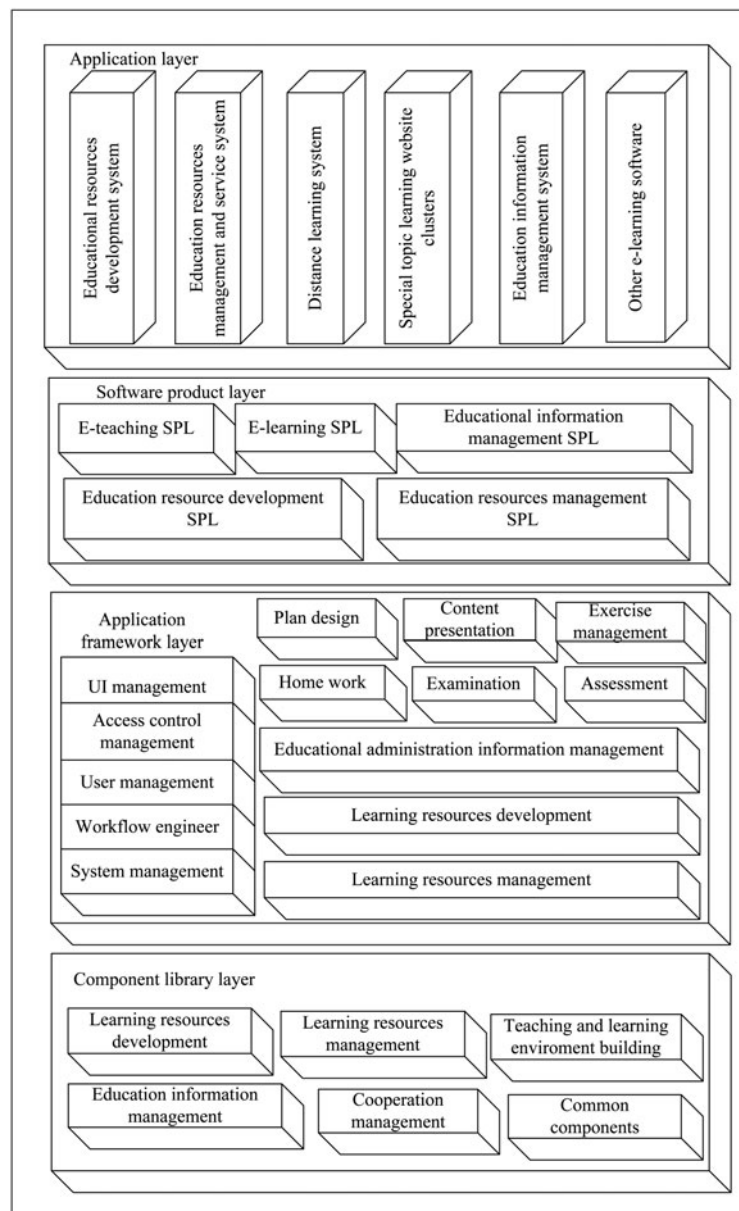 Application layer
Educational resources
development system
Education resources
management and service system
Distance learning system
Special topic learning website
clusters
Education information
management system
Other e-learning software
Software product layer
E-teaching SPL
E-learning SPL
Educational information
management SPL
Education resource development
SPL
Education resources management
SPL
Application
framework layer
UI management
Access control
management
User management
Workflow engineer
System management
Plan design
Content
presentation
Exercise
management
Home work
Examination
Assessment
Educational administration information management
Learning resources development
Learning resources management
Component library layer
Learning resources
development
Learning resources
management
Teaching and learning
enviroment building
Education information
management
Cooperation
management
Common
components